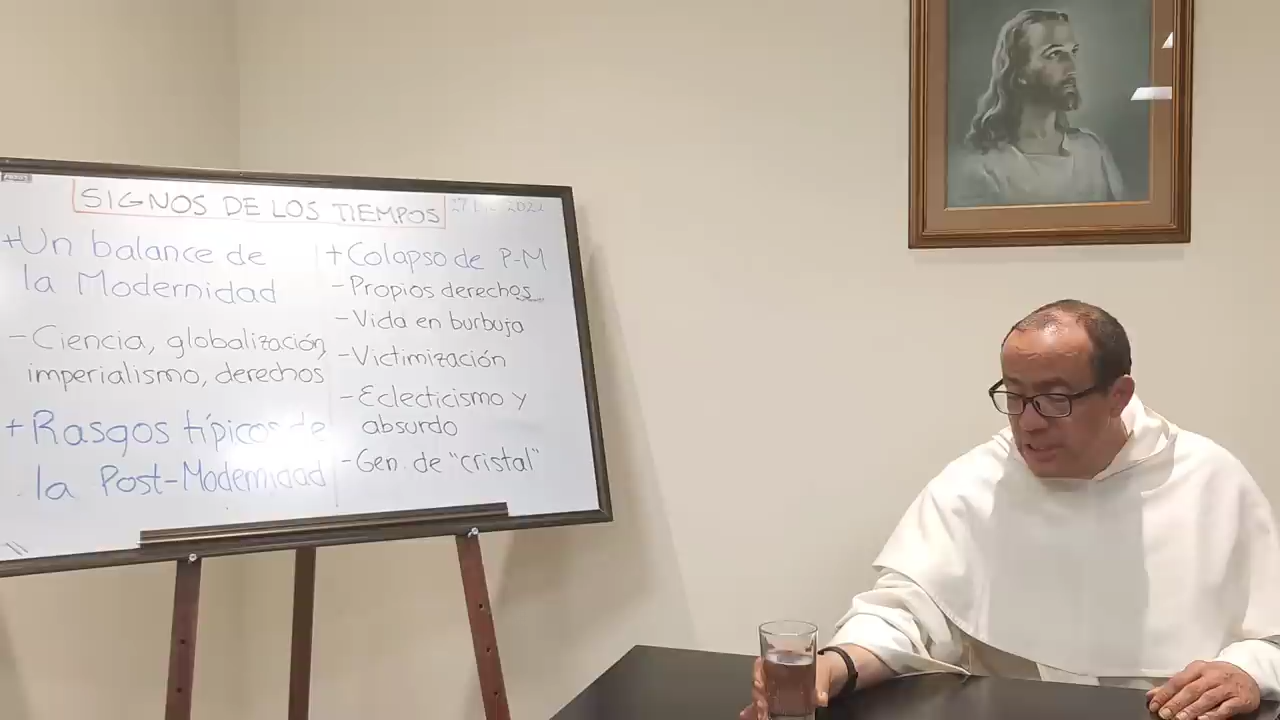 SIGNOS DE LOS TIEMPOS
+Un balance de
la Modernidad
- Ciencia, globalización,
imperialismo, derechos
+ Rasgos típicos de
la Post-Modernidad
+ Colapso de P-M
- Propios derechos
- Vida en burbuja
- Victimización
- Eclecticismo y
absurdo
- Gen. de "cristal"